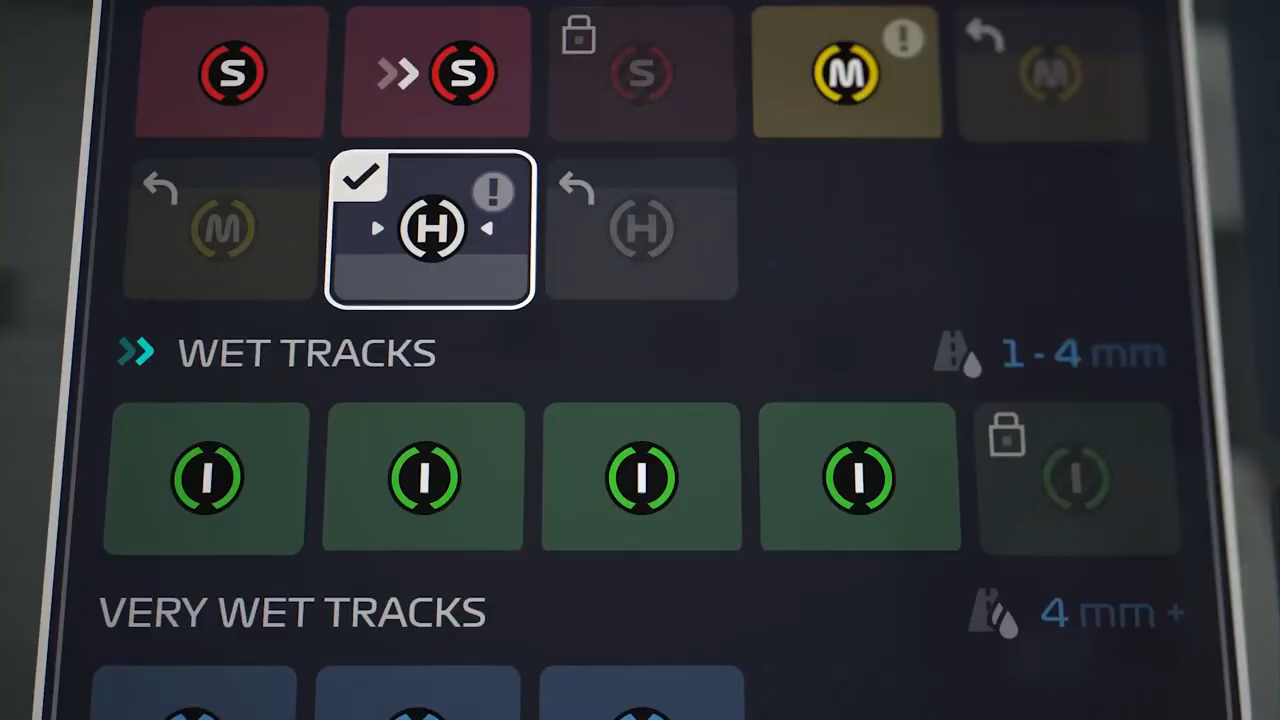 S S S M M
M H H
WET TRACKS 1 - 4 mm
I I I I I
VERY WET TRACKS 4 mm +